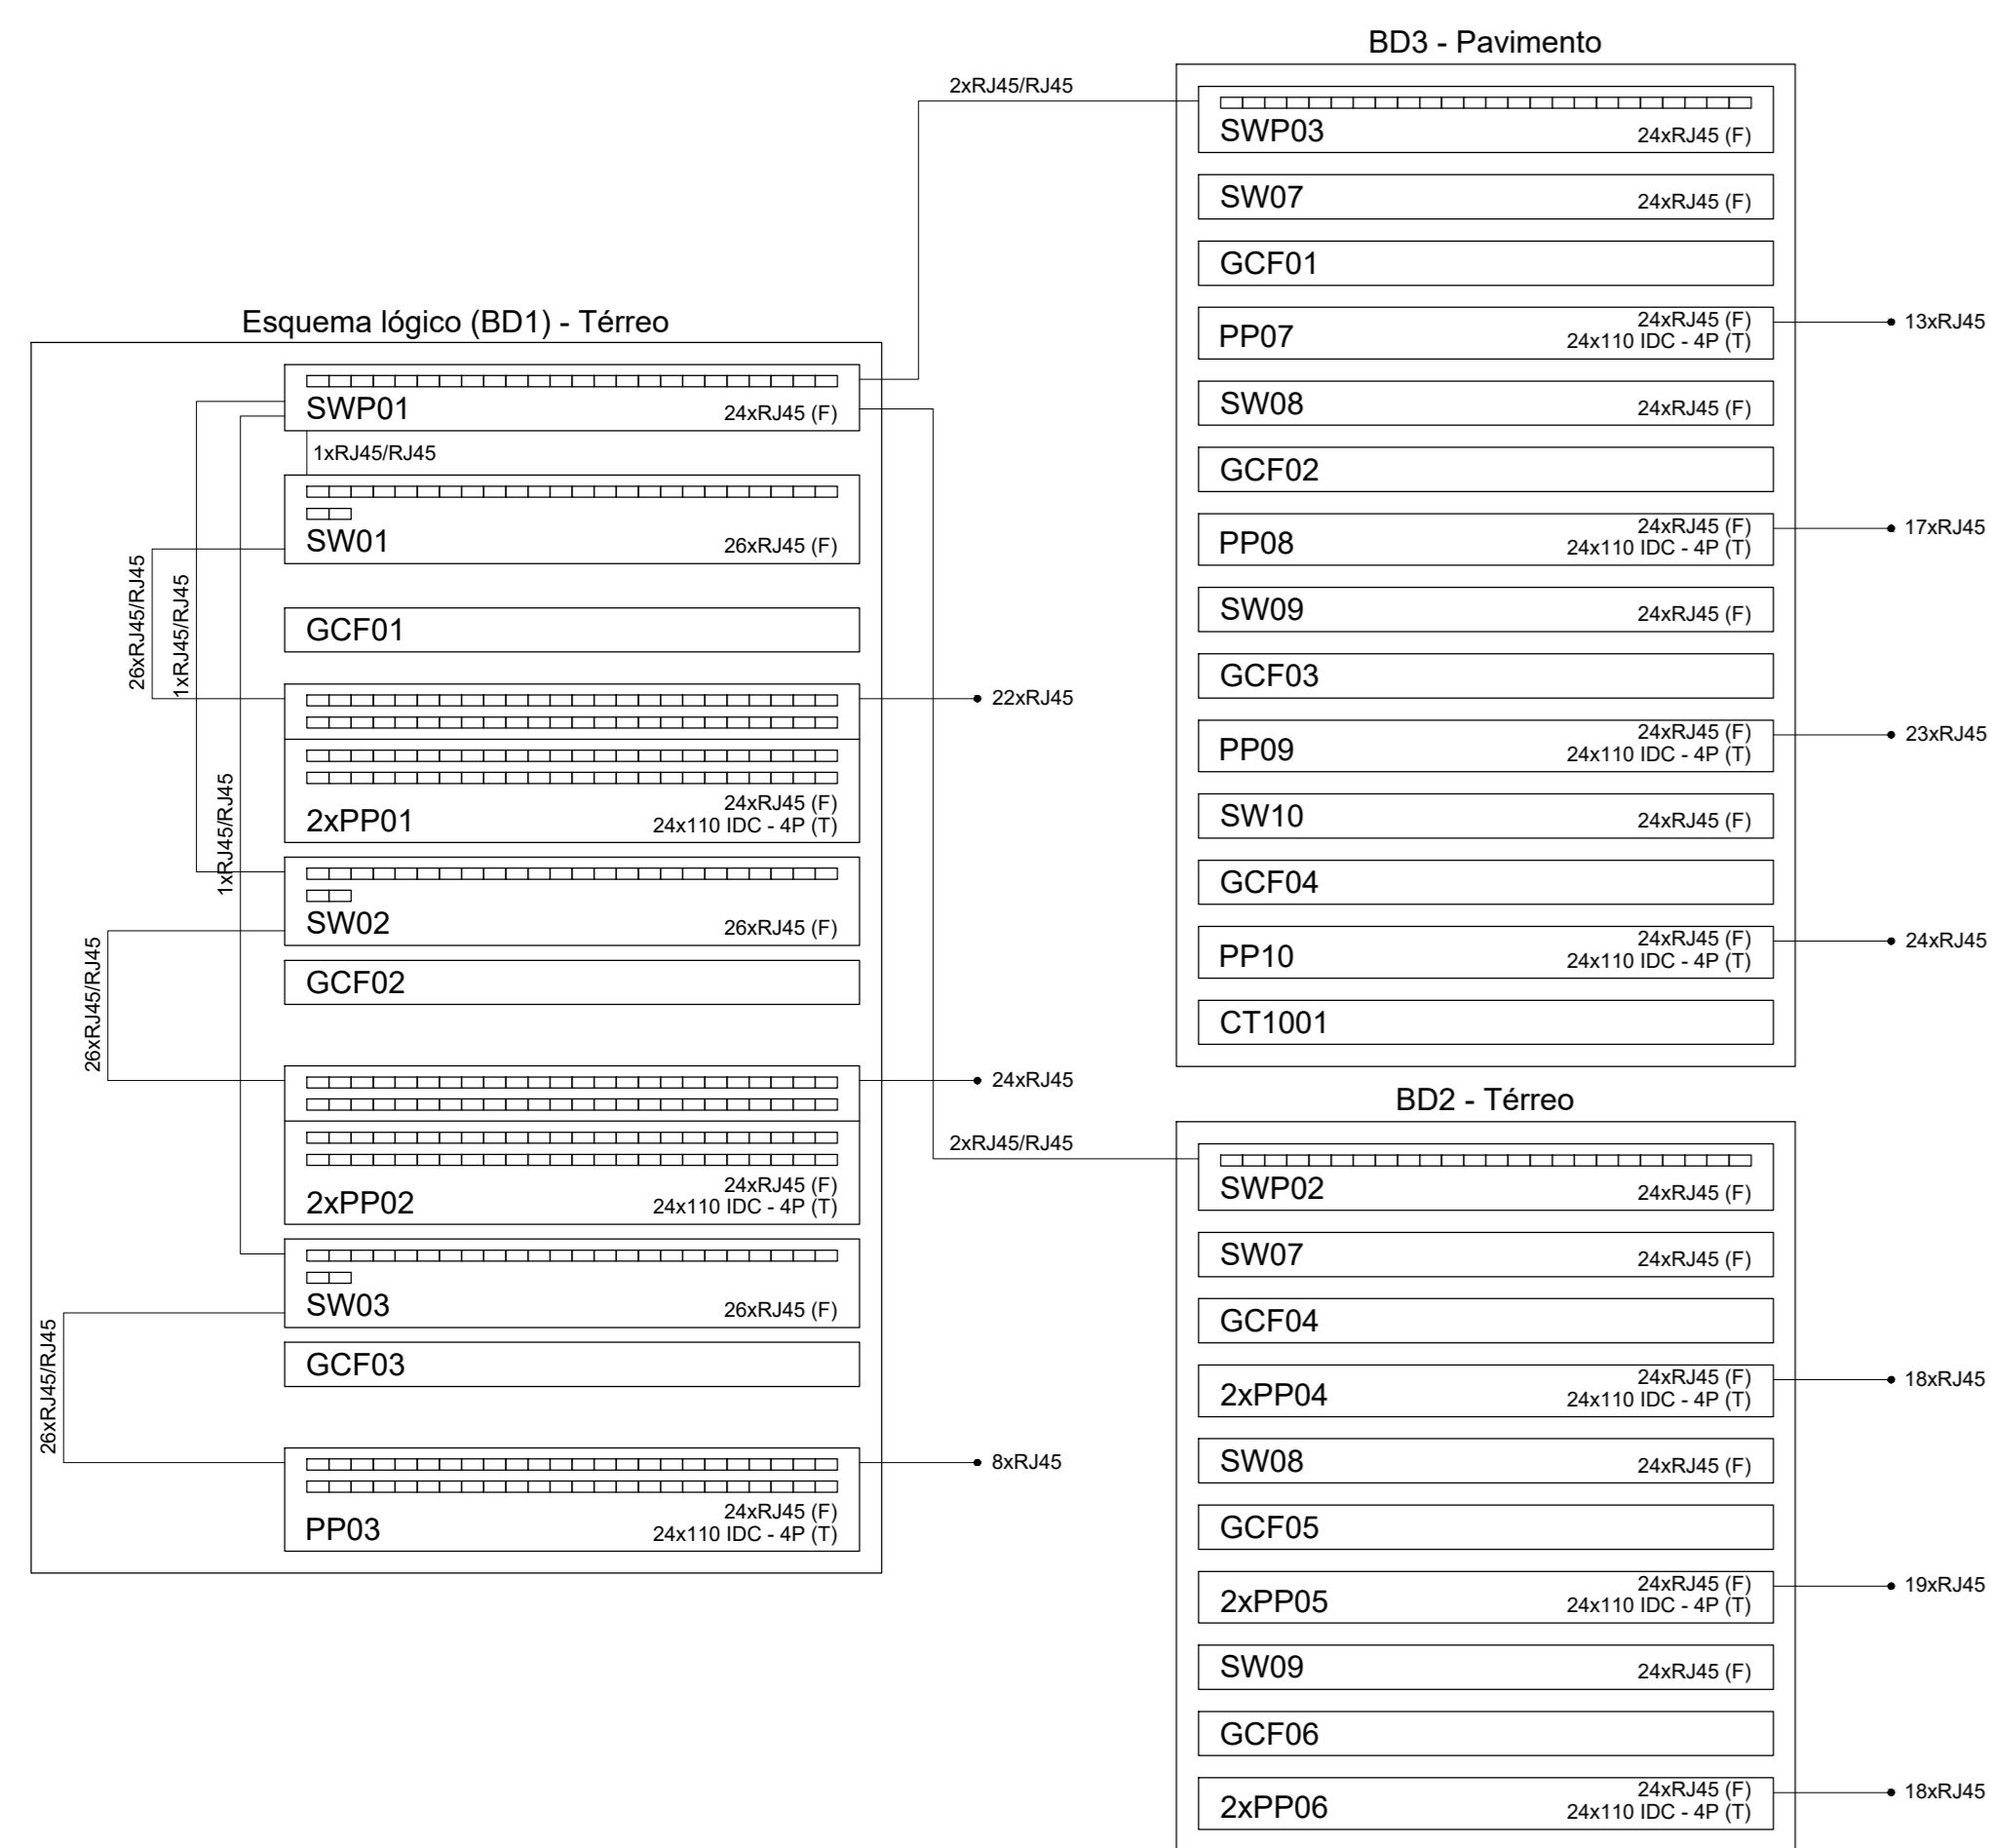 Esquema lógico (BD1) - Térreo
SWP01
24xRJ45 (F)
1xRJ45/RJ45
SW01
26xRJ45 (F)
26xRJ45/RJ45
1xRJ45/RJ45
GCF01
22xRJ45
2xPP01
24xRJ45 (F)
24x110 IDC - 4P (T)
1xRJ45/RJ45
SW02
26xRJ45 (F)
26xRJ45/RJ45
GCF02
24xRJ45
2xPP02
24xRJ45 (F)
24x110 IDC - 4P (T)
SW03
26xRJ45 (F)
26xRJ45/RJ45
GCF03
8xRJ45
PP03
24xRJ45 (F)
24x110 IDC - 4P (T)
2xRJ45/RJ45
BD3 - Pavimento
SWP03
24xRJ45 (F)
SW07
24xRJ45 (F)
GCF01
PP07
24xRJ45 (F)
24x110 IDC - 4P (T)
13xRJ45
SW08
24xRJ45 (F)
GCF02
PP08
24xRJ45 (F)
24x110 IDC - 4P (T)
17xRJ45
SW09
24xRJ45 (F)
GCF03
PP09
24xRJ45 (F)
24x110 IDC - 4P (T)
23xRJ45
SW10
24xRJ45 (F)
GCF04
PP10
24xRJ45 (F)
24x110 IDC - 4P (T)
24xRJ45
CT1001
BD2 - Térreo
2xRJ45/RJ45
SWP02
24xRJ45 (F)
SW07
24xRJ45 (F)
GCF04
2xPP04
24xRJ45 (F)
24x110 IDC - 4P (T)
18xRJ45
SW08
24xRJ45 (F)
GCF05
2xPP05
24xRJ45 (F)
24x110 IDC - 4P (T)
19xRJ45
SW09
24xRJ45 (F)
GCF06
2xPP06
24xRJ45 (F)
24x110 IDC - 4P (T)
18xRJ45